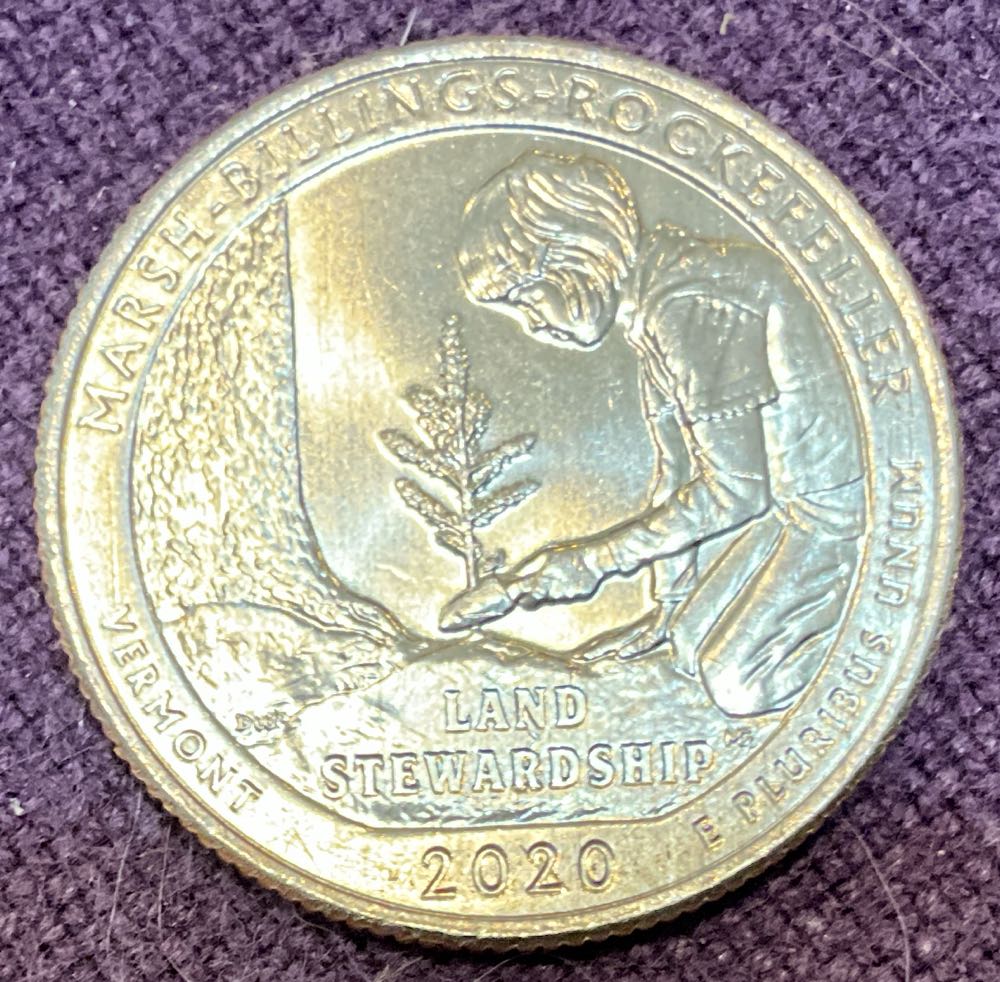 MARSH-BILLINGS-ROCKEFELLER
VERMONT
LAND
STEWARDSHIP
2020
E PLURIBUS UNUM